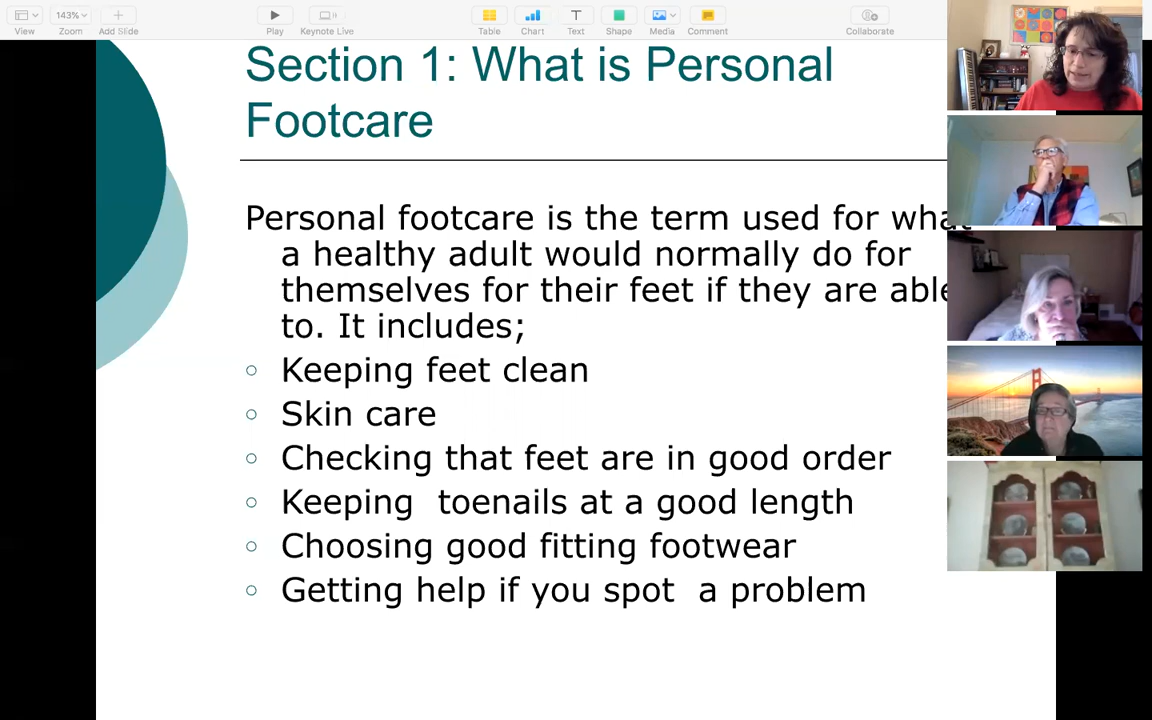 143%
View
Zoom
Add Slide
Play
Keynote Live
Table
Chart
Text
Shape
Media
Comment
Collaborate
Section 1: What is Personal
Footcare
Personal footcare is the term used for what
a healthy adult would normally do for
themselves for their feet if they are able
to. It includes;
Keeping feet clean
Skin care
Checking that feet are in good order
Keeping toenails at a good length
Choosing good fitting footwear
Getting help if you spot a problem